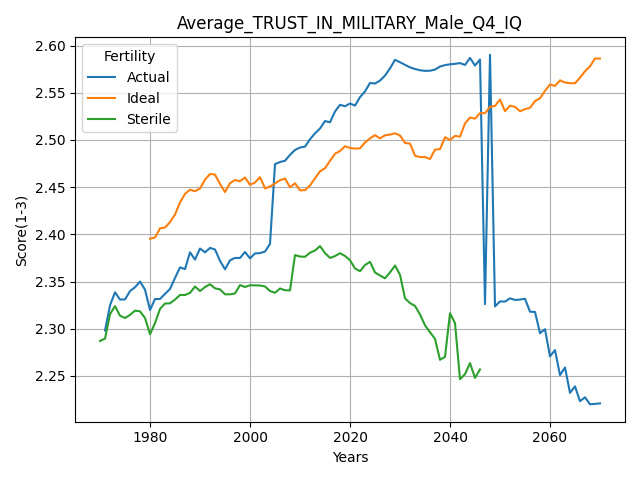 Average_TRUST_IN_MILITARY_Male_Q4_IQ
Fertility
Actual
Ideal
Sterile
Score(1-3)
2.60
2.55
2.50
2.45
2.40
2.35
2.30
2.25
1980 2000 2020 2040 2060
Years